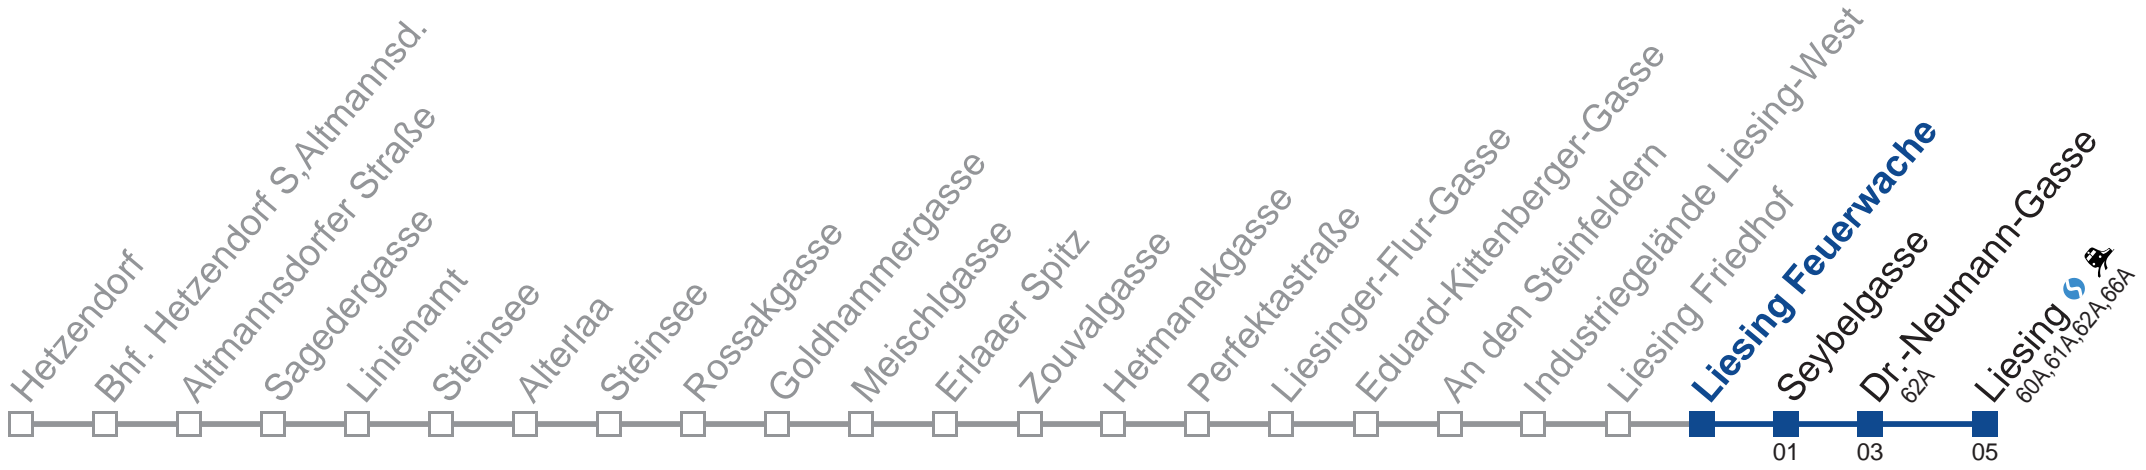 Hetzendorf
Bhf. Hetzendorf S,Altmannsd.
Altmannsdorfer Straße
Sagedergasse
Linienamt
Steinsee
Alterlaa
Steinsee
Rossakgasse
Goldhammergasse
Meischlgasse
Erlaaer Spitz
Zouvalgasse
Hetmanekgasse
Perfektastraße
Liesinger-Flur-Gasse
Eduard-Kittenberger-Gasse
An den Steinfeldern
Industriegelände Liesing-West
Liesing Friedhof
Liesing Feuerwache
Seybelgasse
Dr.-Neumann-Gasse
62A
Liesing
60A,61A,62A,66A
01
03
05